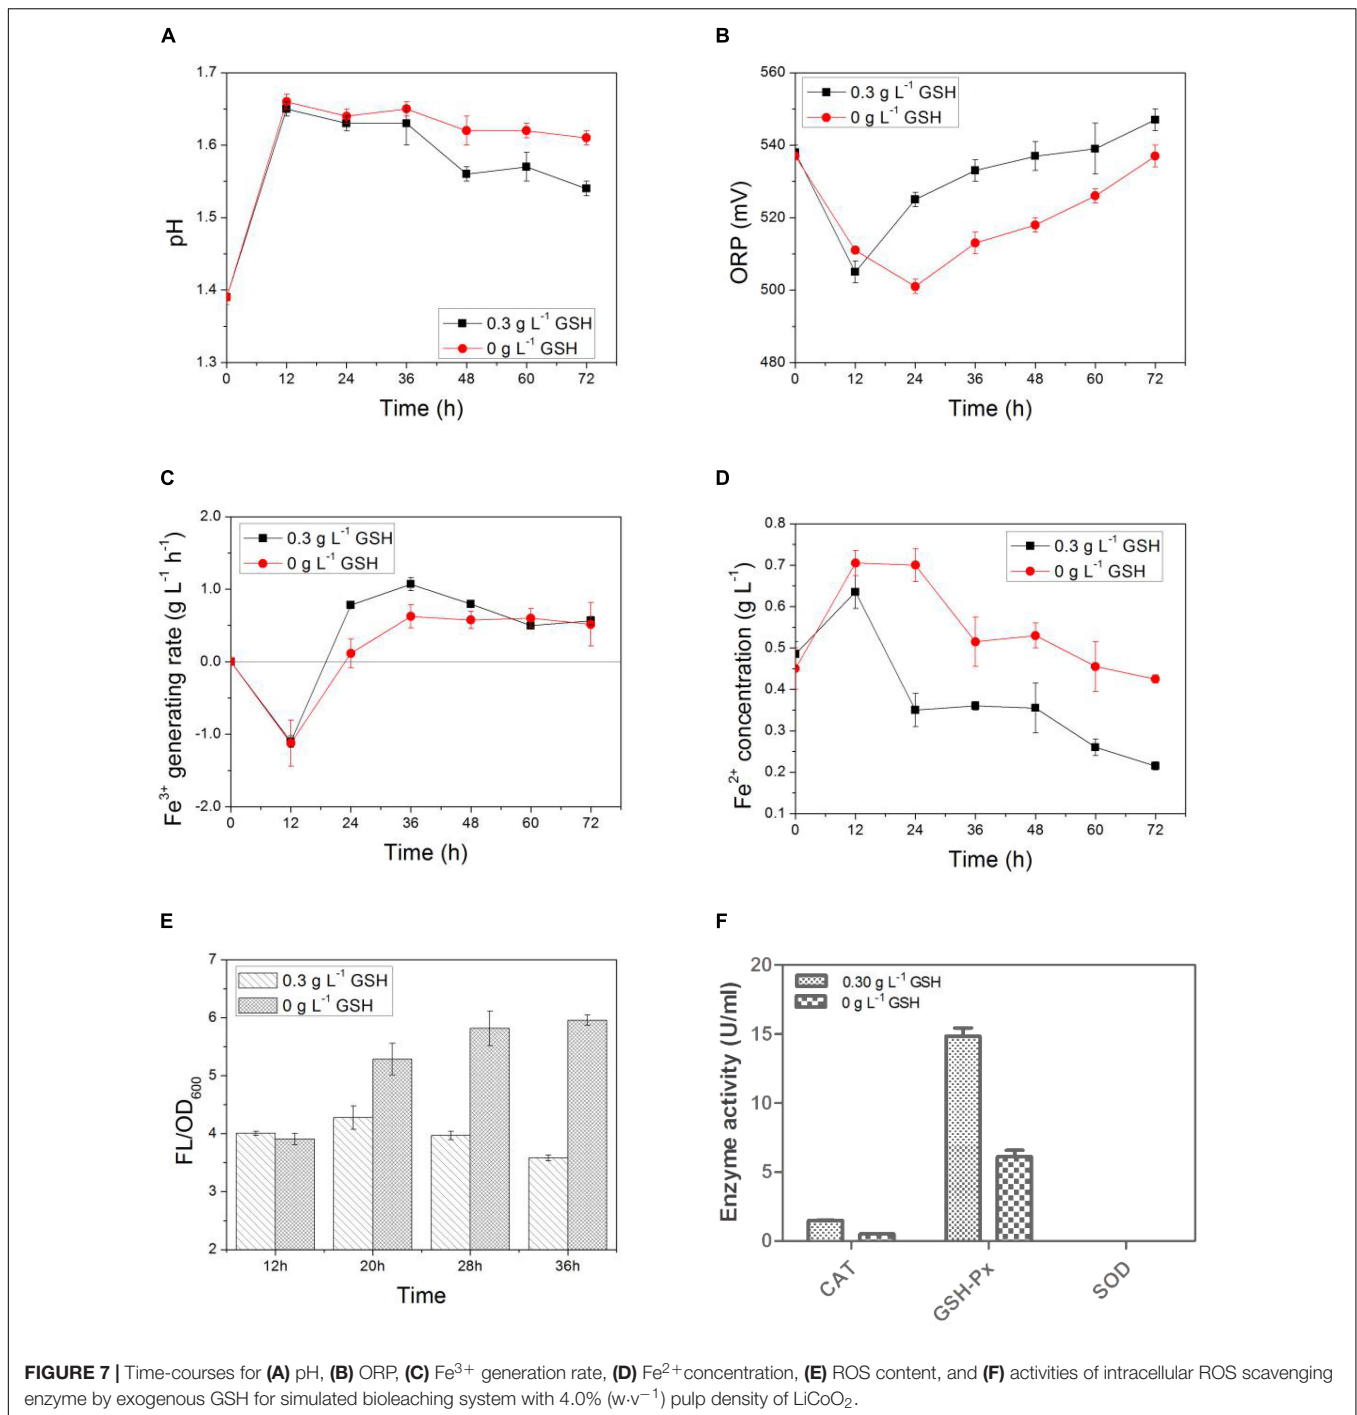 A
1.7
1.6
1.5
1.4
1.3
pH
0 12 24 36 48 60 72
Time (h)
0.3 g L⁻¹ GSH
0 g L⁻¹ GSH
B
560
540
520
500
480
ORP (mV)
0 12 24 36 48 60 72
Time (h)
0.3 g L⁻¹ GSH
0 g L⁻¹ GSH
C
2.0
1.0
0.0
-1.0
-2.0
Fe³⁺ generating rate (g L⁻¹ h⁻¹)
0 12 24 36 48 60 72
Time (h)
0.3 g L⁻¹ GSH
0 g L⁻¹ GSH
D
0.8
0.7
0.6
0.5
0.4
0.3
0.2
0.1
Fe²⁺ concentration (g L⁻¹)
0 12 24 36 48 60 72
Time (h)
0.3 g L⁻¹ GSH
0 g L⁻¹ GSH
E
7
6
5
4
3
2
FL/OD₆₀₀
12h 20h 28h 36h
Time
0.3 g L⁻¹ GSH
0 g L⁻¹ GSH
F
20
15
10
5
0
Enzyme activity (U/ml)
CAT GSH-Px SOD
0.30 g L⁻¹ GSH
0 g L⁻¹ GSH
FIGURE 7 | Time-courses for (A) pH, (B) ORP, (C) Fe³⁺ generation rate, (D) Fe²⁺concentration, (E) ROS content, and (F) activities of intracellular ROS scavenging
enzyme by exogenous GSH for simulated bioleaching system with 4.0% (w·v⁻¹) pulp density of LiCoO₂.